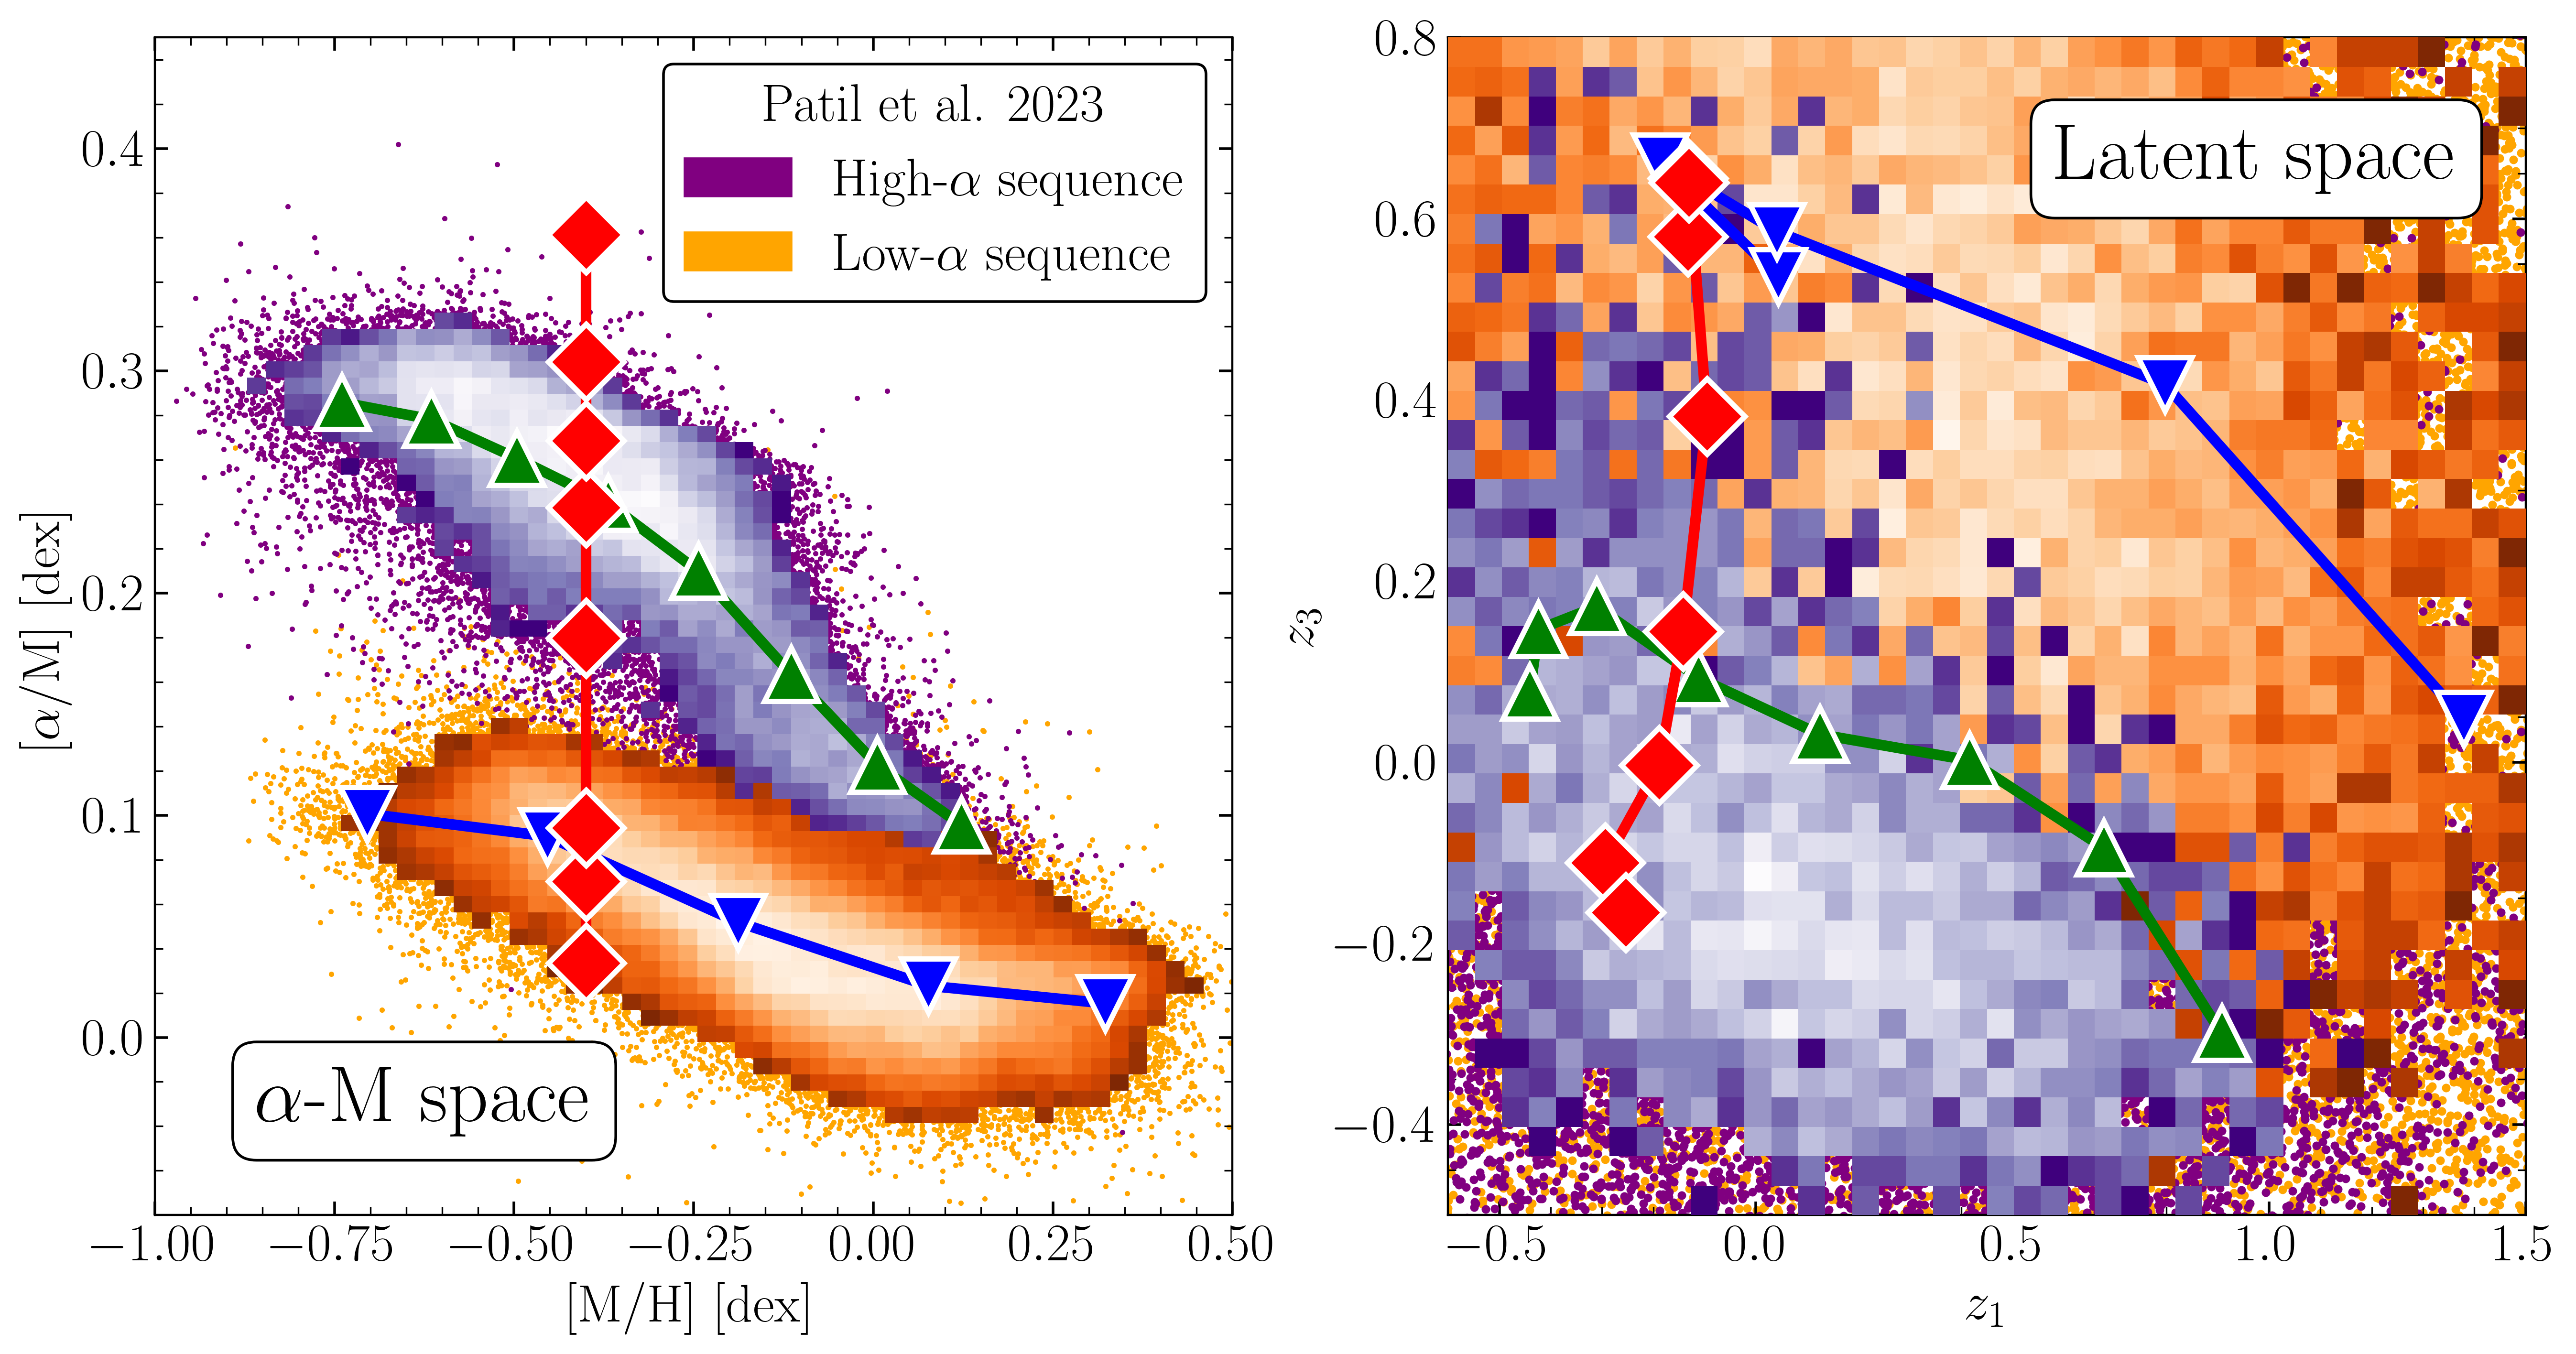 Patil et al. 2023
High-α sequence
Low-α sequence
α-M space
0.4
0.3
0.2
0.1
0.0
[α/M] [dex]
−1.00 −0.75 −0.50 −0.25 0.00 0.25 0.50
[M/H] [dex]
Latent space
0.8
0.6
0.4
0.2
0.0
−0.2
−0.4
z3
−0.5 0.0 0.5 1.0 1.5
z1